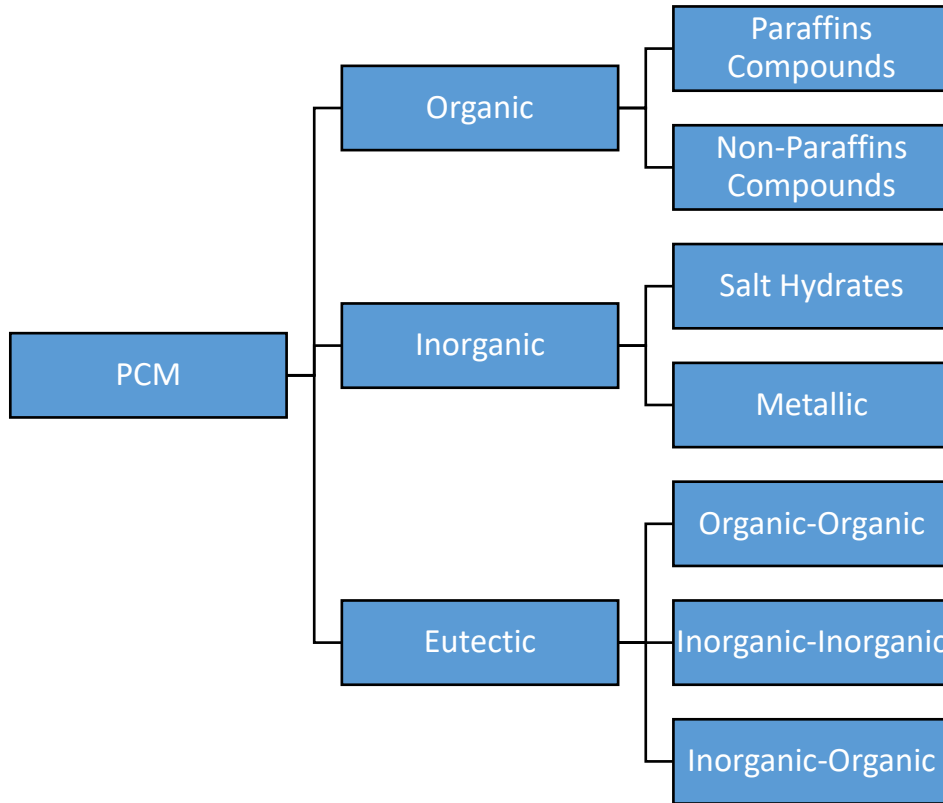 PCM
Organic
Paraffins
Compounds
Non-Paraffins
Compounds
Inorganic
Salt Hydrates
Metallic
Eutectic
Organic-Organic
Inorganic-Inorganic
Inorganic-Organic